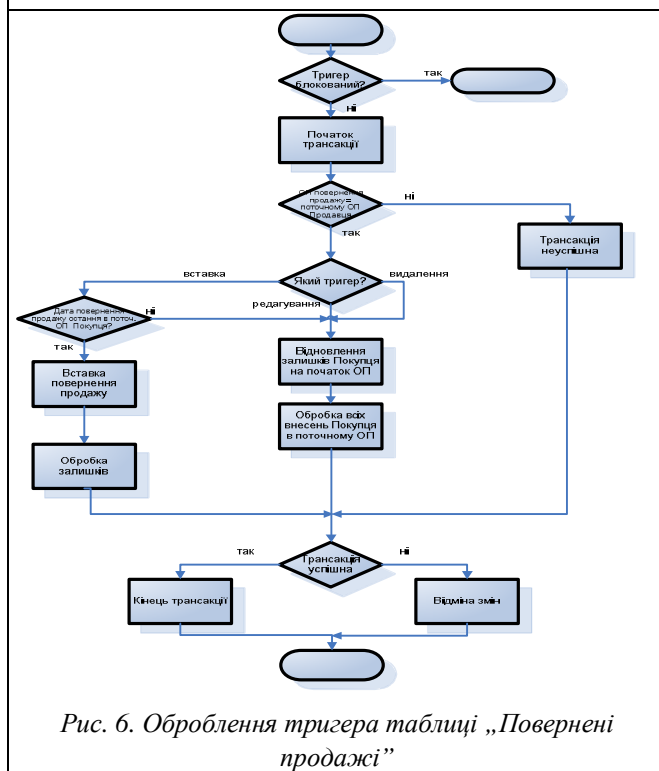 Тригер
блокований?
так
ні
Початок
трансакції
ОП повернення
продажу=
поточному ОП
Продавця
ні
так
Трансакція
неуспішна
Який тригер?
вставка
видалення
редагування
Дата повернення
продажу остання в поточ.
ОП Покупця?
ні
так
Вставка
повернення
продажу
Відновлення
залишків Покупця
на початок ОП
Обробка
залишків
Обробка всіх
внесень Покупця
в поточному ОП
Трансакція
успішна
так
ні
Кінець трансакції
Відміна змін
Рис. 6. Оброблення тригера таблиці „Повернені
продажі”